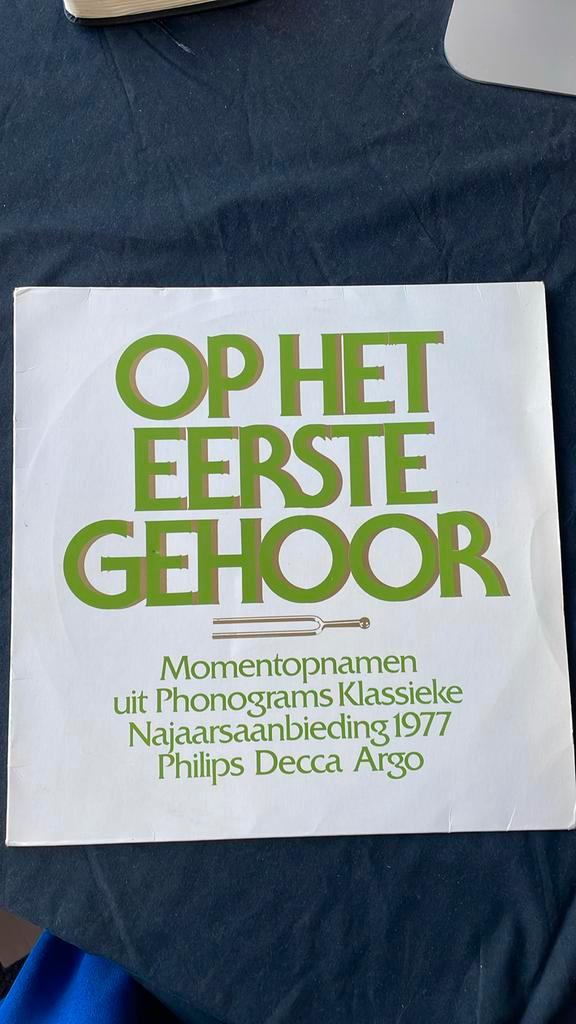 OP HET
EERSTE
GEHOOR
Momentopnamen
uit Phonograms Klassieke
Najaarsaanbieding 1977
Philips Decca Argo